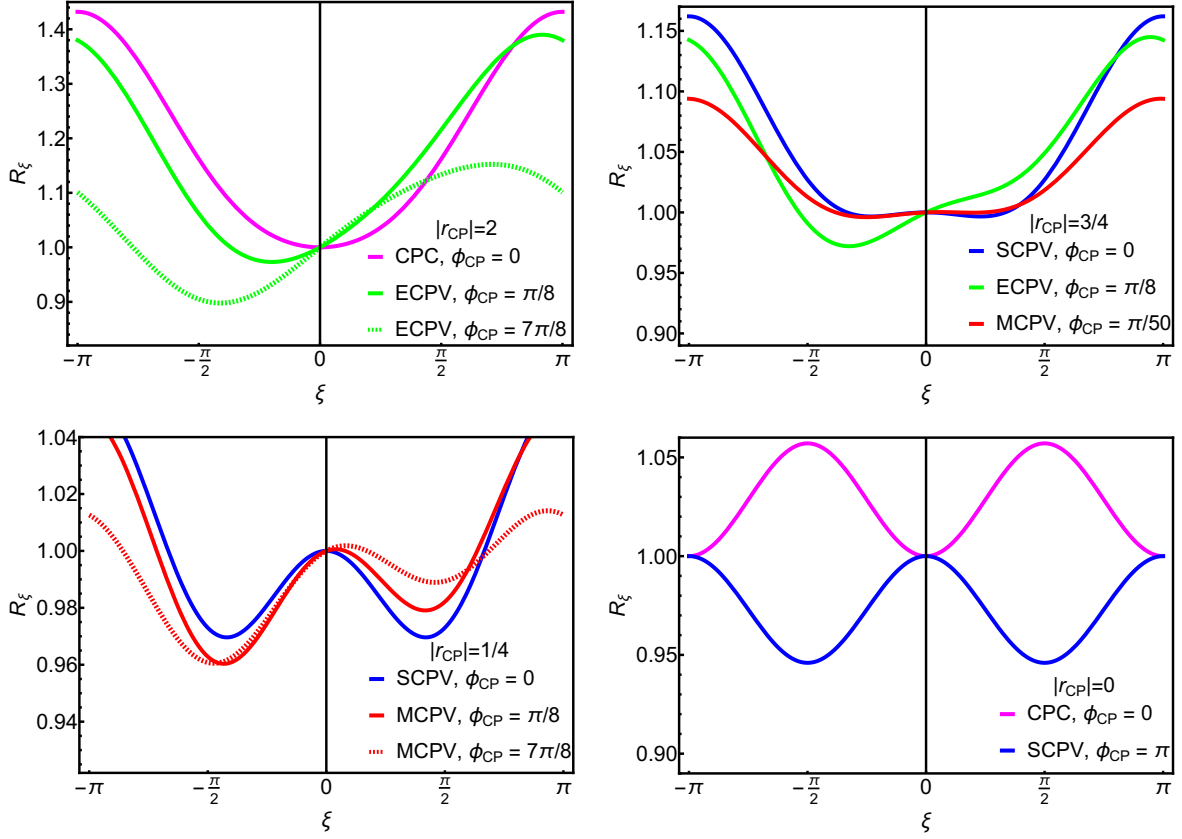 1.4
1.3
1.2
1.1
1.0
0.9
R_ξ
|r_CP|=2
CPC, ϕ_CP = 0
ECPV, ϕ_CP = π/8
ECPV, ϕ_CP = 7π/8
−π
−π/2
0
π/2
π
ξ
1.15
1.10
1.05
1.00
0.95
0.90
R_ξ
|r_CP|=3/4
SCPV, ϕ_CP = 0
ECPV, ϕ_CP = π/8
MCPV, ϕ_CP = π/50
−π
−π/2
0
π/2
π
ξ
1.04
1.02
1.00
0.98
0.96
0.94
R_ξ
|r_CP|=1/4
SCPV, ϕ_CP = 0
MCPV, ϕ_CP = π/8
MCPV, ϕ_CP = 7π/8
−π
−π/2
0
π/2
π
ξ
1.05
1.00
0.95
0.90
R_ξ
|r_CP|=0
CPC, ϕ_CP = 0
SCPV, ϕ_CP = π
−π
−π/2
0
π/2
π
ξ